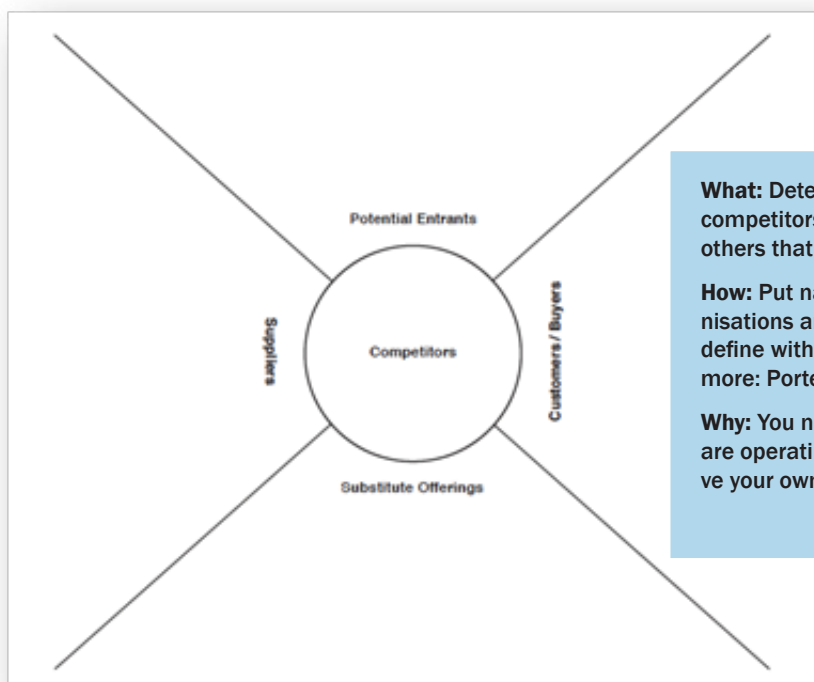 Potential Entrants
Suppliers
Competitors
Customers / Buyers
Substitute Offerings
What: Dete
competitors
others that
How: Put na
nisations a
define with
more: Porte
Why: You n
are operati
ve your own